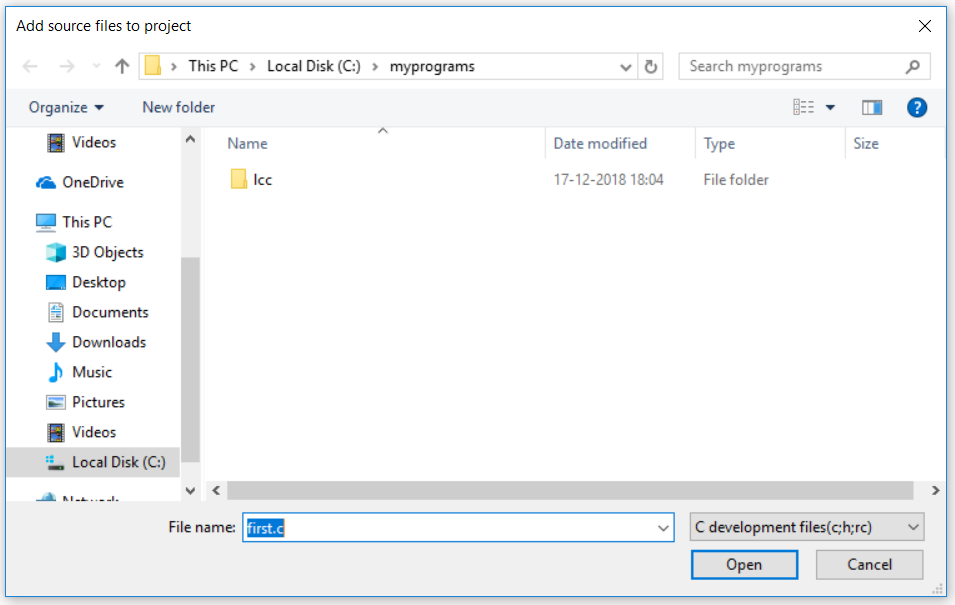 Add source files to project
This PC > Local Disk (C:) > myprograms
Search myprograms
Organize
New folder
Videos
OneDrive
This PC
3D Objects
Desktop
Documents
Downloads
Music
Pictures
Videos
Local Disk (C:)
Network
Name Date modified Type Size
lcc 17-12-2018 18:04 File folder
File name: first.c
C development files(c;h;rc)
Open
Cancel